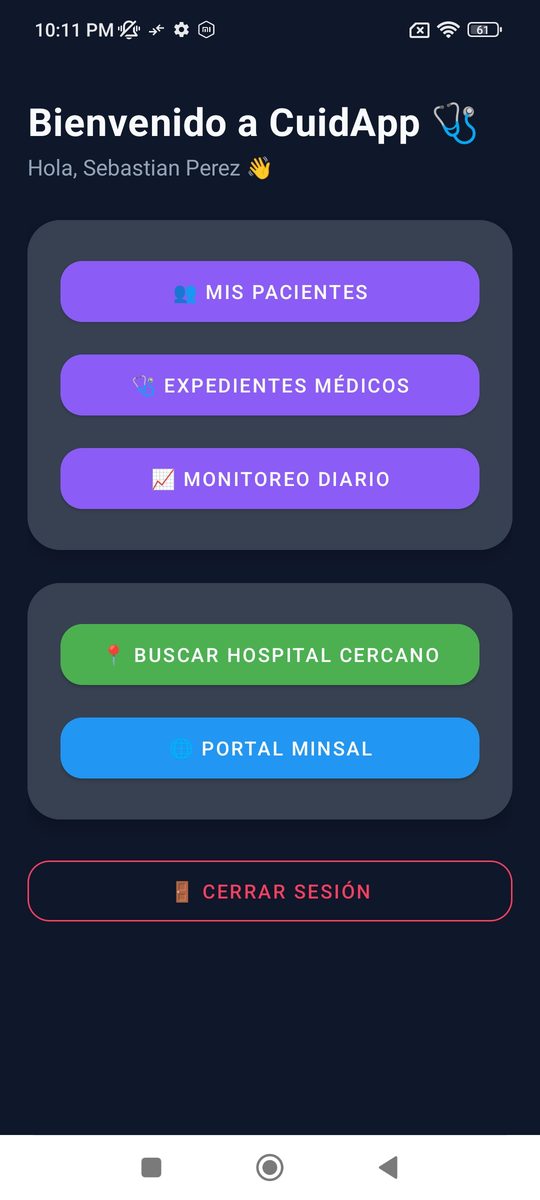 10:11 PM
61
Bienvenido a CuidApp 🩺
Hola, Sebastian Perez 👋
👥 MIS PACIENTES
🩺 EXPEDIENTES MÉDICOS
📈 MONITOREO DIARIO
📍 BUSCAR HOSPITAL CERCANO
🌐 PORTAL MINSAL
🚪 CERRAR SESIÓN